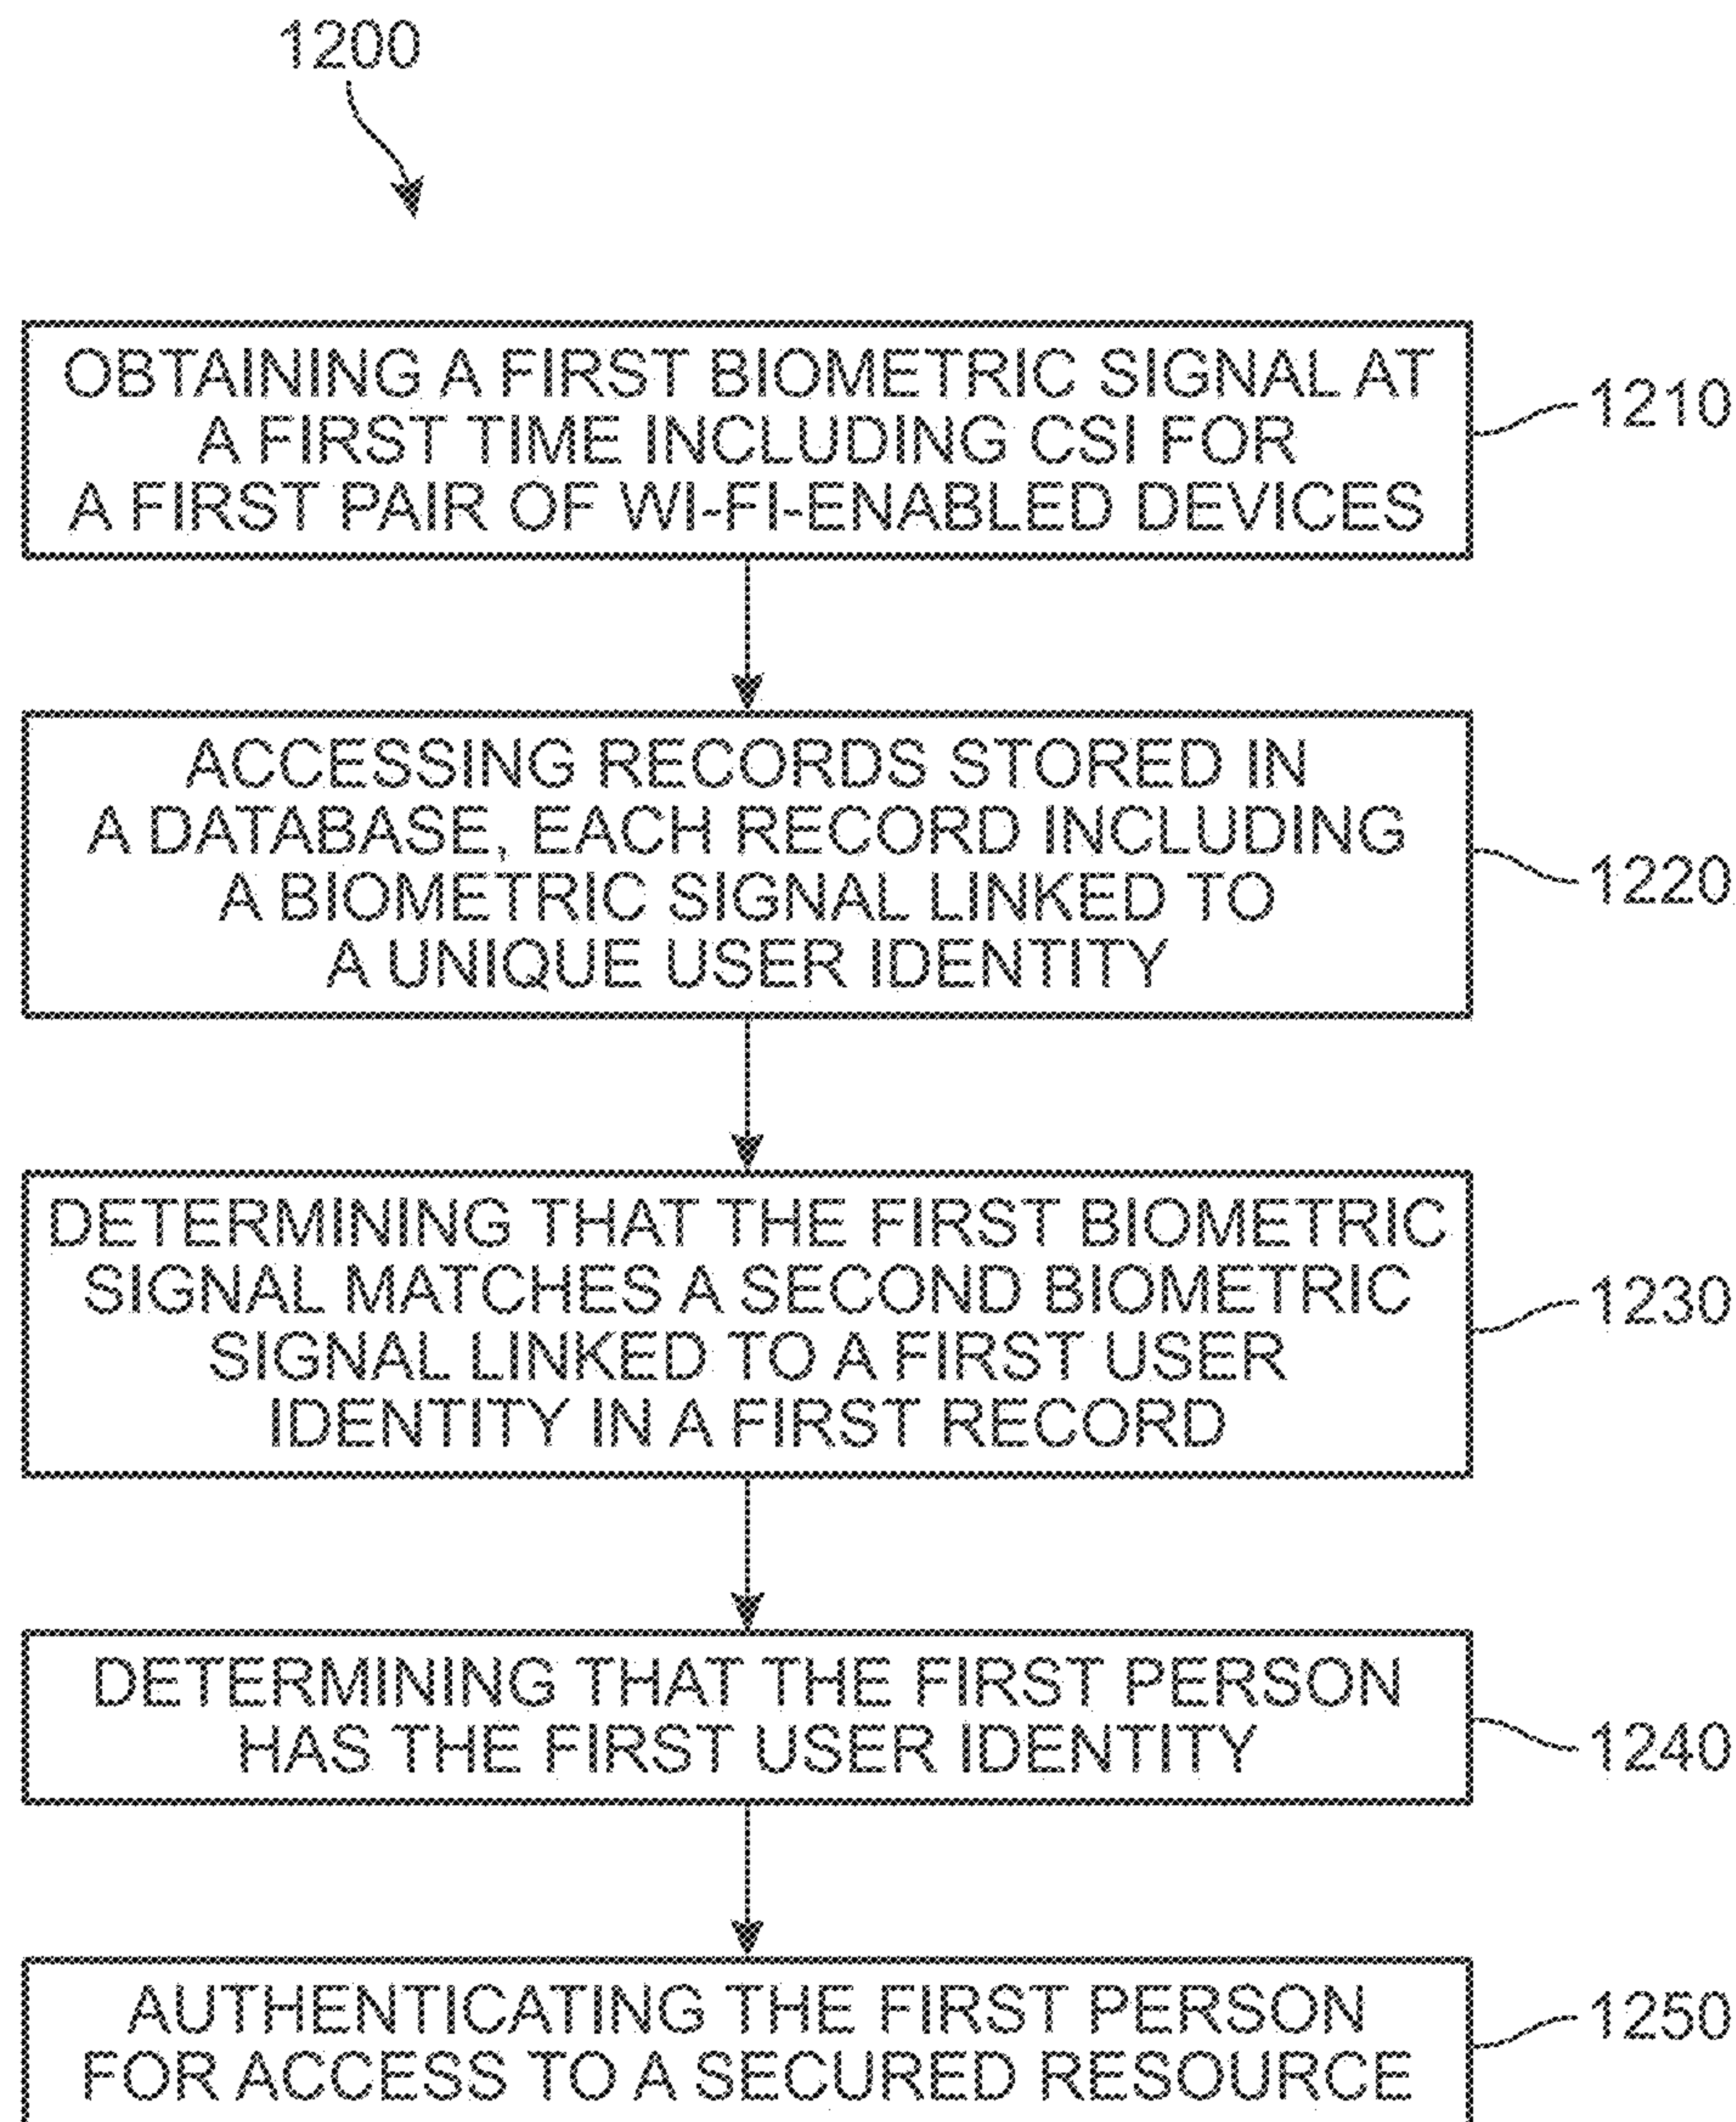 1200
OBTAINING A FIRST BIOMETRIC SIGNAL AT
A FIRST TIME INCLUDING CSI FOR
A FIRST PAIR OF WI-FI-ENABLED DEVICES
1210
ACCESSING RECORDS STORED IN
A DATABASE, EACH RECORD INCLUDING
A BIOMETRIC SIGNAL LINKED TO
A UNIQUE USER IDENTITY
1220
DETERMINING THAT THE FIRST BIOMETRIC
SIGNAL MATCHES A SECOND BIOMETRIC
SIGNAL LINKED TO A FIRST USER
IDENTITY IN A FIRST RECORD
1230
DETERMINING THAT THE FIRST PERSON
HAS THE FIRST USER IDENTITY
1240
AUTHENTICATING THE FIRST PERSON
FOR ACCESS TO A SECURED RESOURCE
1250